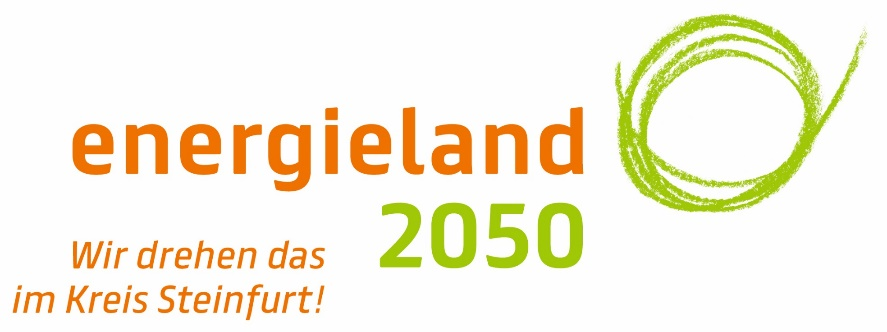 energieland
2050
Wir drehen das
im Kreis Steinfurt!